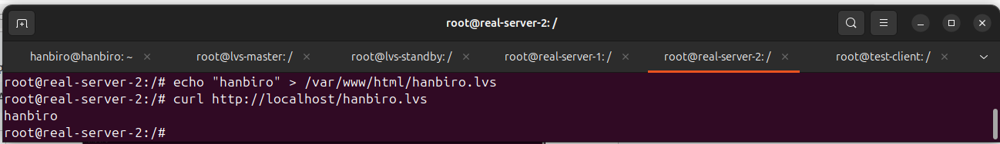 root@real-server-2: /
hanbiro@hanbiro: ~ × root@lvs-master: / × root@lvs-standby: / × root@real-server-1: / × root@real-server-2: / × root@test-client: / ×
root@real-server-2:/# echo "hanbiro" > /var/www/html/hanbiro.lvs
root@real-server-2:/# curl http://localhost/hanbiro.lvs
hanbiro
root@real-server-2:/#